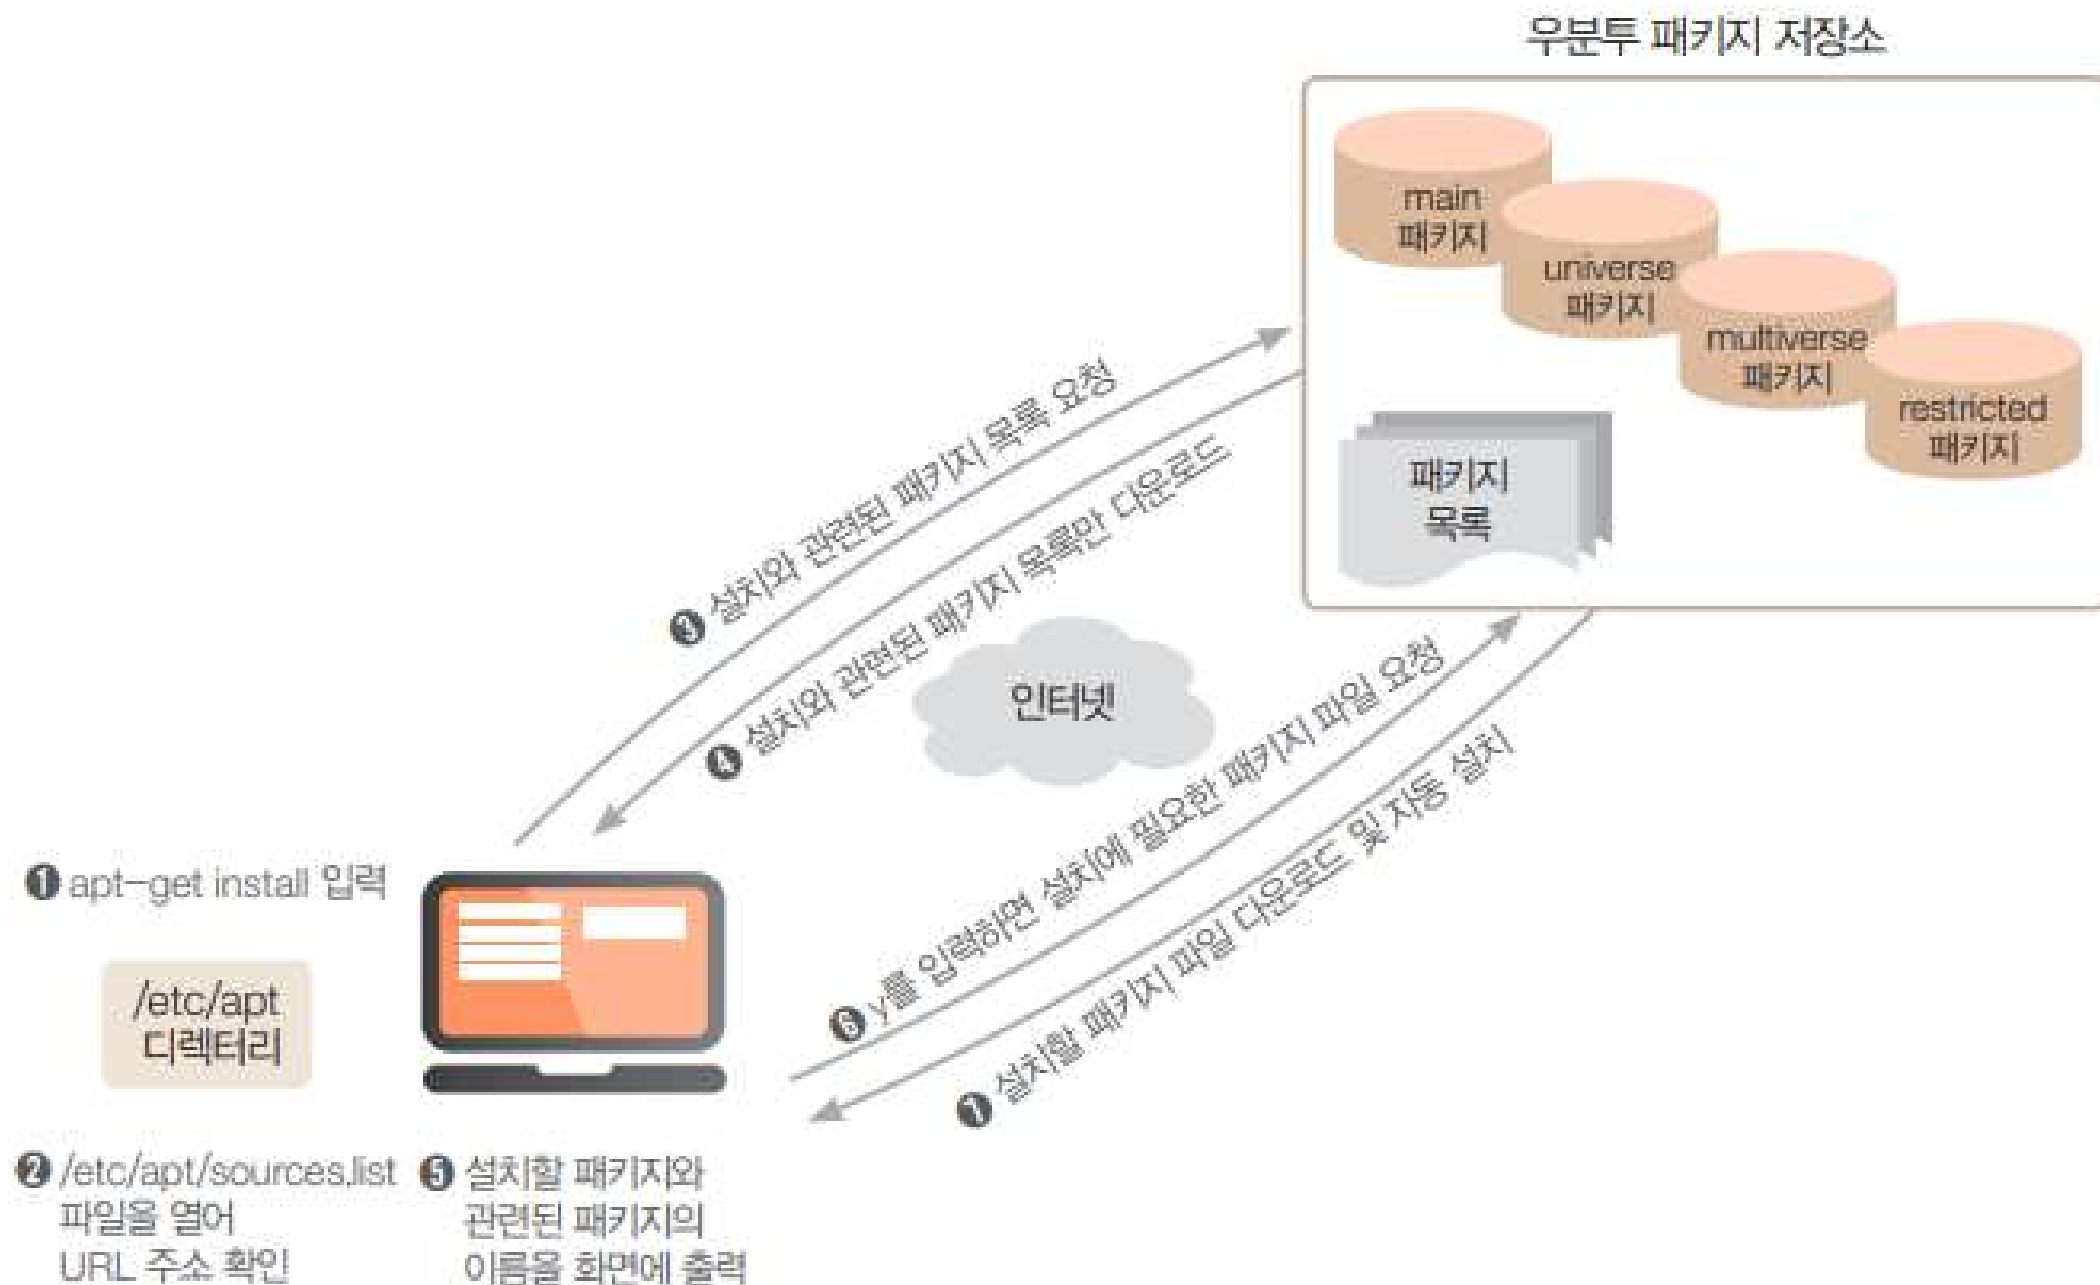 우분투 패키지 저장소
main
패키지
universe
패키지
multiverse
패키지
restricted
패키지
패키지
목록
❸ 설치와 관련된 패키지 목록 요청
❹ 설치와 관련된 패키지 목록만 다운로드
인터넷
❻ y를 입력하면 설치에 필요한 패키지 파일 요청
❼ 설치할 패키지 파일 다운로드 및 자동 설치
❶ apt-get install 입력
/etc/apt
디렉터리
❷ /etc/apt/sources.list
파일을 열어
URL 주소 확인
❺ 설치할 패키지와
관련된 패키지의
이름을 화면에 출력